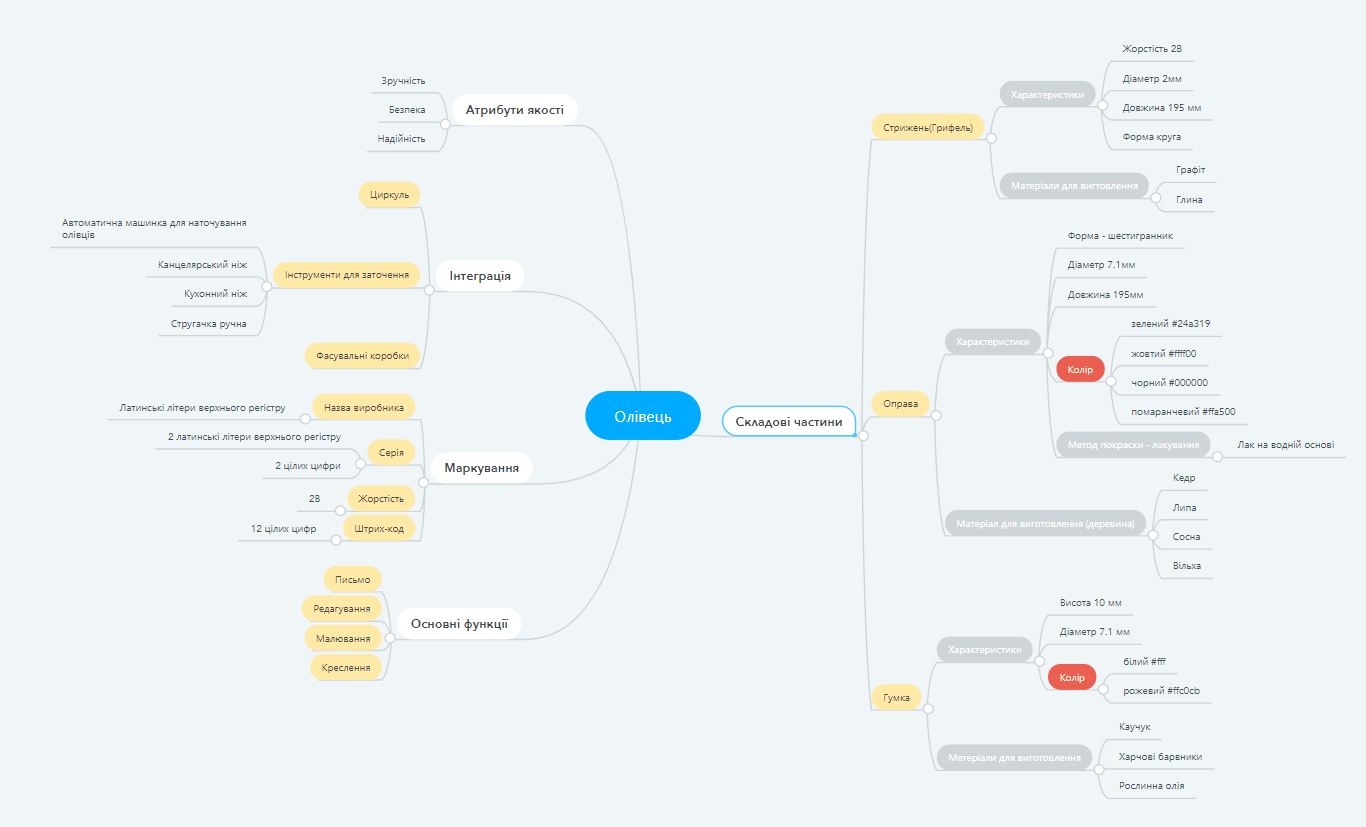 Олівець
Атрибути якості
Зручність
Безпека
Надійність
Інтеграція
Циркуль
Інструменти для заточення
Автоматична машинка для наточування
олівців
Канцелярський ніж
Кухонний ніж
Стругачка ручна
Фасувальні коробки
Маркування
Назва виробника
Латинські літери верхнього регістру
Серія
2 латинські літери верхнього регістру
2 цілих цифри
Жорстість
2B
Штрих-код
12 цілих цифр
Основні функції
Письмо
Редагування
Малювання
Креслення
Складові частини
Стрижень(Грифель)
Характеристики
Жорстість 2B
Діаметр 2мм
Довжина 195 мм
Форма круга
Матеріали для вигтовлення
Графіт
Глина
Оправа
Характеристики
Форма - шестигранник
Діаметр 7.1мм
Довжина 195мм
Колір
зелений #24a319
жовтий #ffff00
чорний #000000
помаранчевий #ffa500
Метод покраски - лакування
Лак на водній основі
Матеріал для виготовлення (деревина)
Кедр
Липа
Сосна
Вільха
Гумка
Характеристики
Висота 10 мм
Діаметр 7.1 мм
Колір
білий #fff
рожевий #ffc0cb
Метеріали для виготовлення
Каучук
Харчові барвники
Рослинна олія